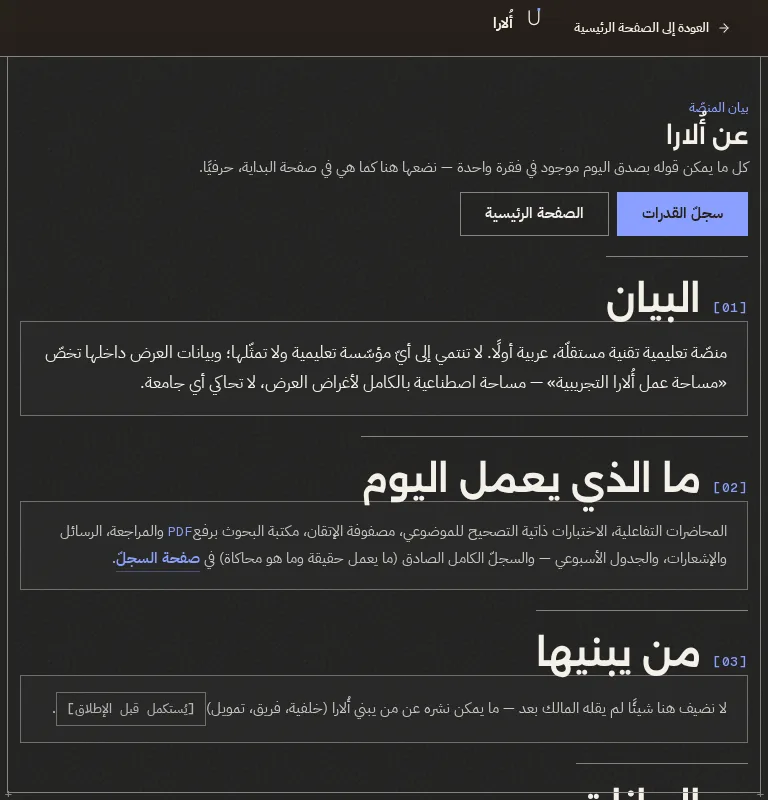 العودة إلى الصفحة الرئيسية
أُلارا
بيان المنصّة
عن أُلارا
كل ما يمكن قوله بصدق اليوم موجود في فقرة واحدة — نضعها هنا كما هي في صفحة البداية، حرفيًا.
سجلّ القدرات
الصفحة الرئيسية
[01] البيان
منصّة تعليمية تقنية مستقلّة، عربية أولًا. لا تنتمي إلى أيّ مؤسّسة تعليمية ولا تمثّلها؛ وبيانات العرض داخلها تخصّ
«مساحة عمل أُلارا التجريبية» — مساحة اصطناعية بالكامل لأغراض العرض، لا تحاكي أي جامعة.
[02] ما الذي يعمل اليوم
المحاضرات التفاعلية، الاختبارات ذاتية التصحيح للموضوعي، مصفوفة الإتقان، مكتبة البحوث برفع PDF والمراجعة، الرسائل
والإشعارات، والجدول الأسبوعي — والسجلّ الكامل الصادق (ما يعمل حقيقة وما هو محاكاة) في صفحة السجلّ.
[03] من يبنيها
لا نضيف هنا شيئًا لم يقله المالك بعد — ما يمكن نشره عن من يبني أُلارا (خلفية، فريق، تمويل) [يُستكمل قبل الإطلاق].